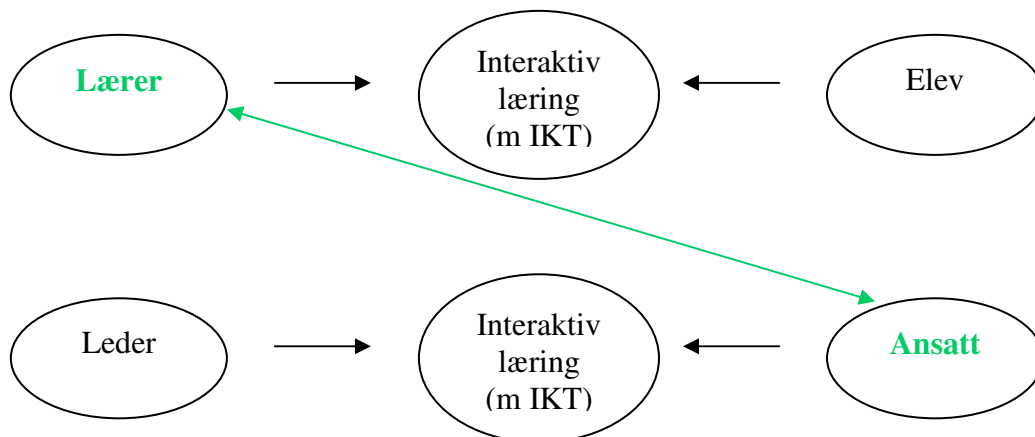 Lærer
Interaktiv
læring
(m IKT)
Elev
Leder
Interaktiv
læring
(m IKT)
Ansatt